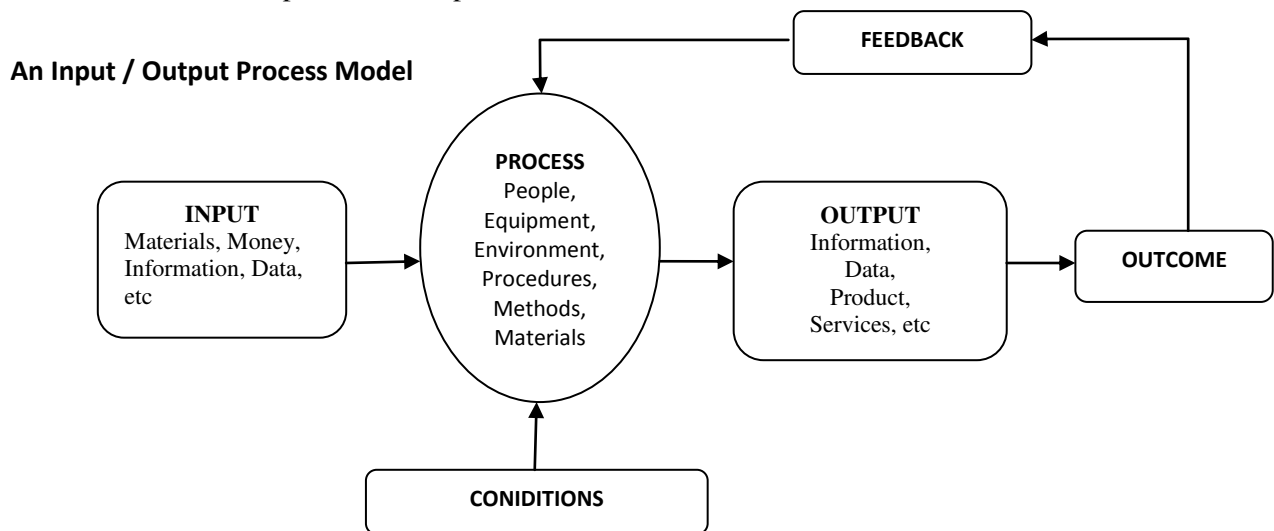 FEEDBACK
An Input / Output Process Model
PROCESS
People,
Equipment,
Environment,
Procedures,
Methods,
Materials
INPUT
Materials, Money,
Information, Data,
etc
OUTPUT
Information,
Data,
Product,
Services, etc
OUTCOME
CONIDITIONS